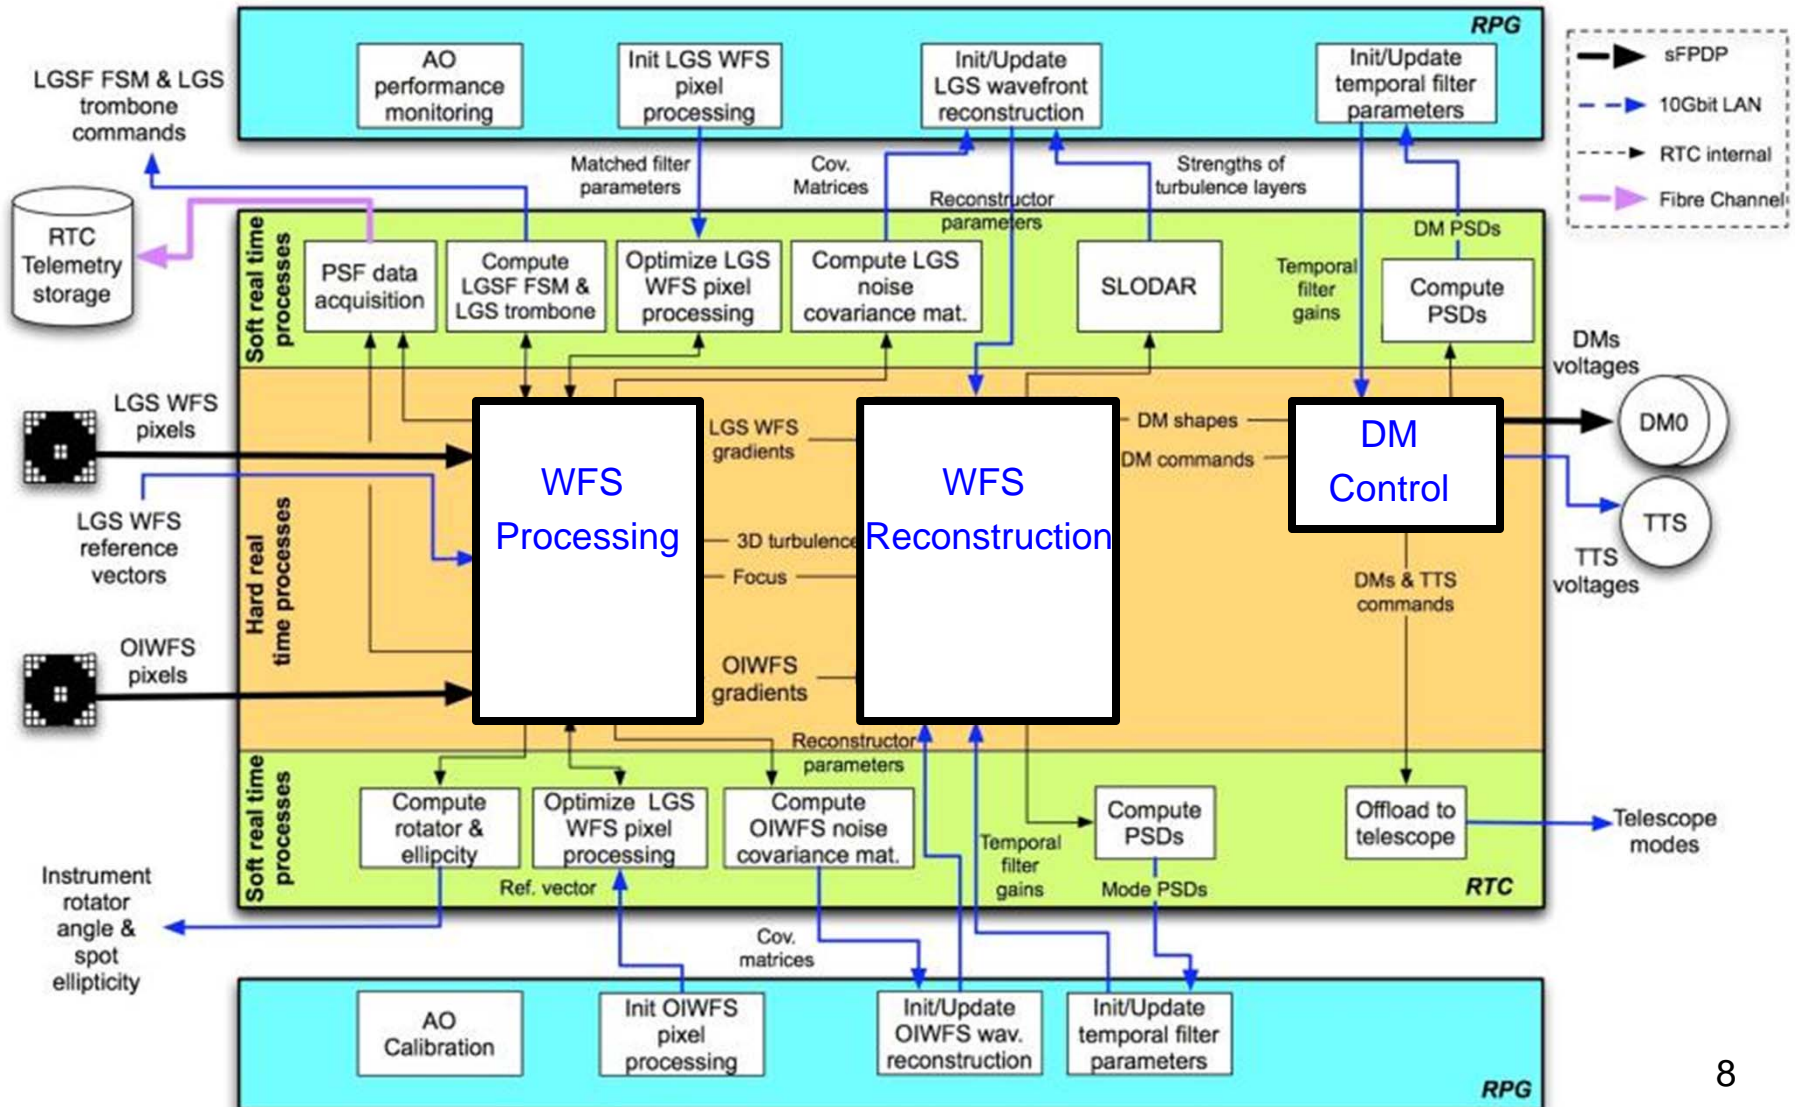 RPG
AO
performance
monitoring
Init LGS WFS
pixel
processing
Init/Update
LGS wavefront
reconstruction
Init/Update
temporal filter
parameters
sFPDP
10Gbit LAN
RTC internal
Fibre Channel
LGSF FSM & LGS
trombone
commands
Matched filter
parameters
Cov.
Matrices
Reconstructor
parameters
Strengths of
turbulence layers
RTC
Telemetry
storage
Soft real time
processes
PSF data
acquisition
Compute
LGSF FSM &
LGS trombone
Optimize LGS
WFS pixel
processing
Compute LGS
noise
covariance mat.
SLODAR
Temporal
filter
gains
DM PSDs
Compute
PSDs
DMs
voltages
LGS WFS
pixels
LGS WFS
reference
vectors
OIWFS
pixels
Hard real
time processes
WFS
Processing
LGS WFS
gradients
3D turbulence
Focus
OIWFS
gradients
WFS
Reconstruction
DM shapes
DM commands
DM
Control
DM0
TTS
TTS
voltages
DMs & TTS
commands
Reconstructor
parameters
Soft real time
processes
Compute
rotator &
ellipcity
Optimize LGS
WFS pixel
processing
Compute
OIWFS noise
covariance mat.
Temporal
filter
gains
Compute
PSDs
Offload to
telescope
Telescope
modes
Ref. vector
Mode PSDs
RTC
Instrument
rotator
angle &
spot
ellipticity
Cov.
matrices
AO
Calibration
Init OIWFS
pixel
processing
Init/Update
OIWFS wav.
reconstruction
Init/Update
temporal filter
parameters
RPG
8